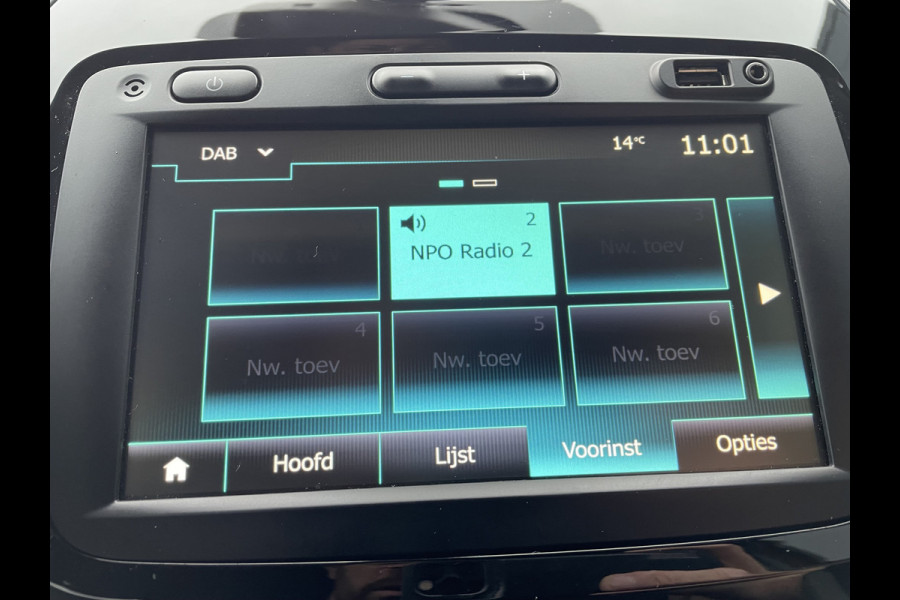 DAB
14°C
11:01
2
NPO Radio 2
3
Nw. toev
4
Nw. toev
5
Nw. toev
6
Nw. toev
Hoofd
Lijst
Voorinst
Opties